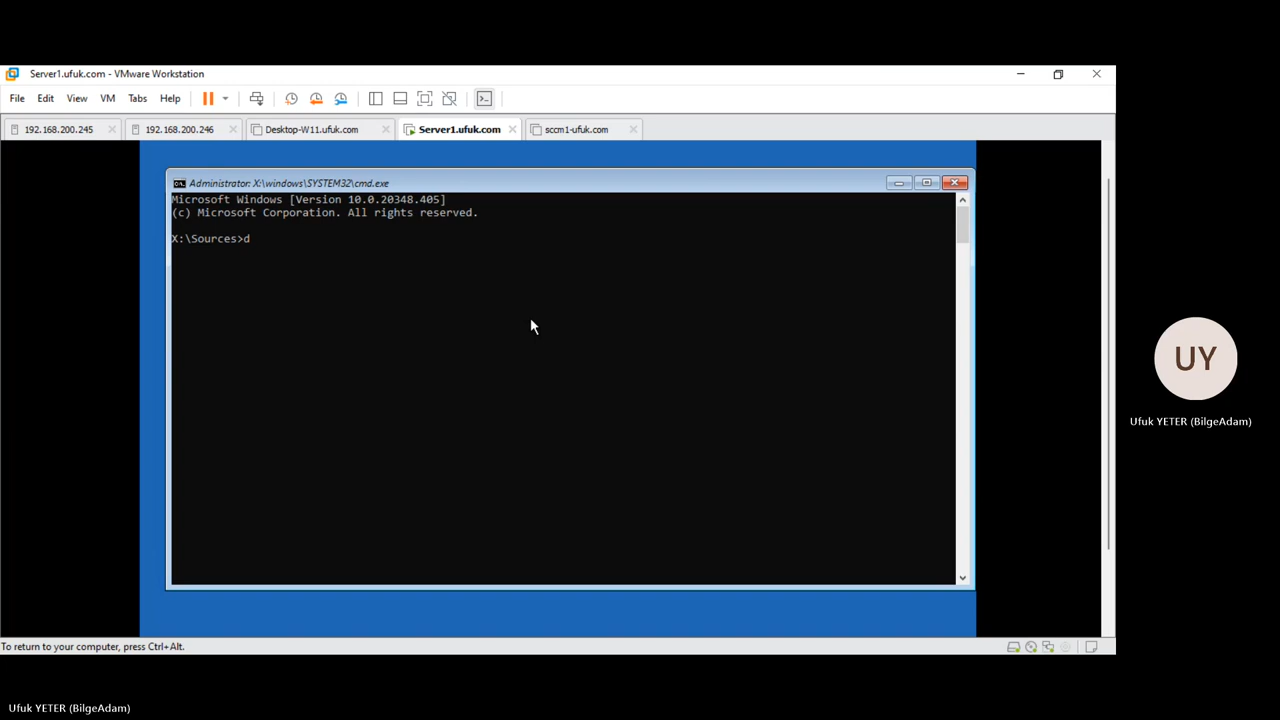 Server1.ufuk.com - VMware Workstation
File Edit View VM Tabs Help
192.168.200.245 192.168.200.246 Desktop-W11.ufuk.com Server1.ufuk.com sccm1-ufuk.com
Administrator: X:\windows\SYSTEM32\cmd.exe
Microsoft Windows [Version 10.0.20348.405]
(c) Microsoft Corporation. All rights reserved.
X:\Sources>d
UY
Ufuk YETER (BilgeAdam)
To return to your computer, press Ctrl+Alt.
Ufuk YETER (BilgeAdam)